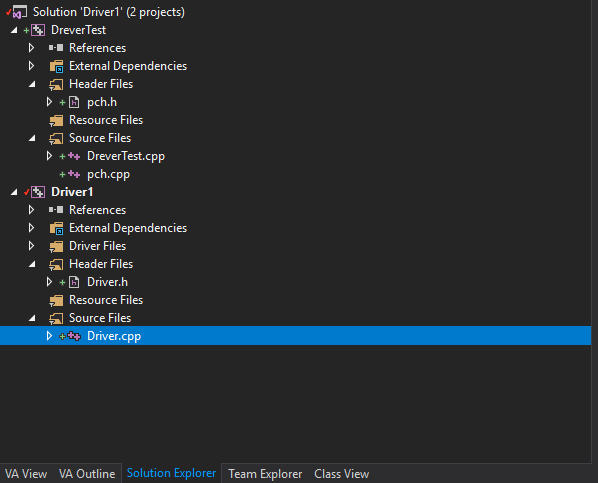 Solution 'Driver1' (2 projects)
DreverTest
References
External Dependencies
Header Files
pch.h
Resource Files
Source Files
DreverTest.cpp
pch.cpp
Driver1
References
External Dependencies
Driver Files
Header Files
Driver.h
Resource Files
Source Files
Driver.cpp
VA View VA Outline Solution Explorer Team Explorer Class View